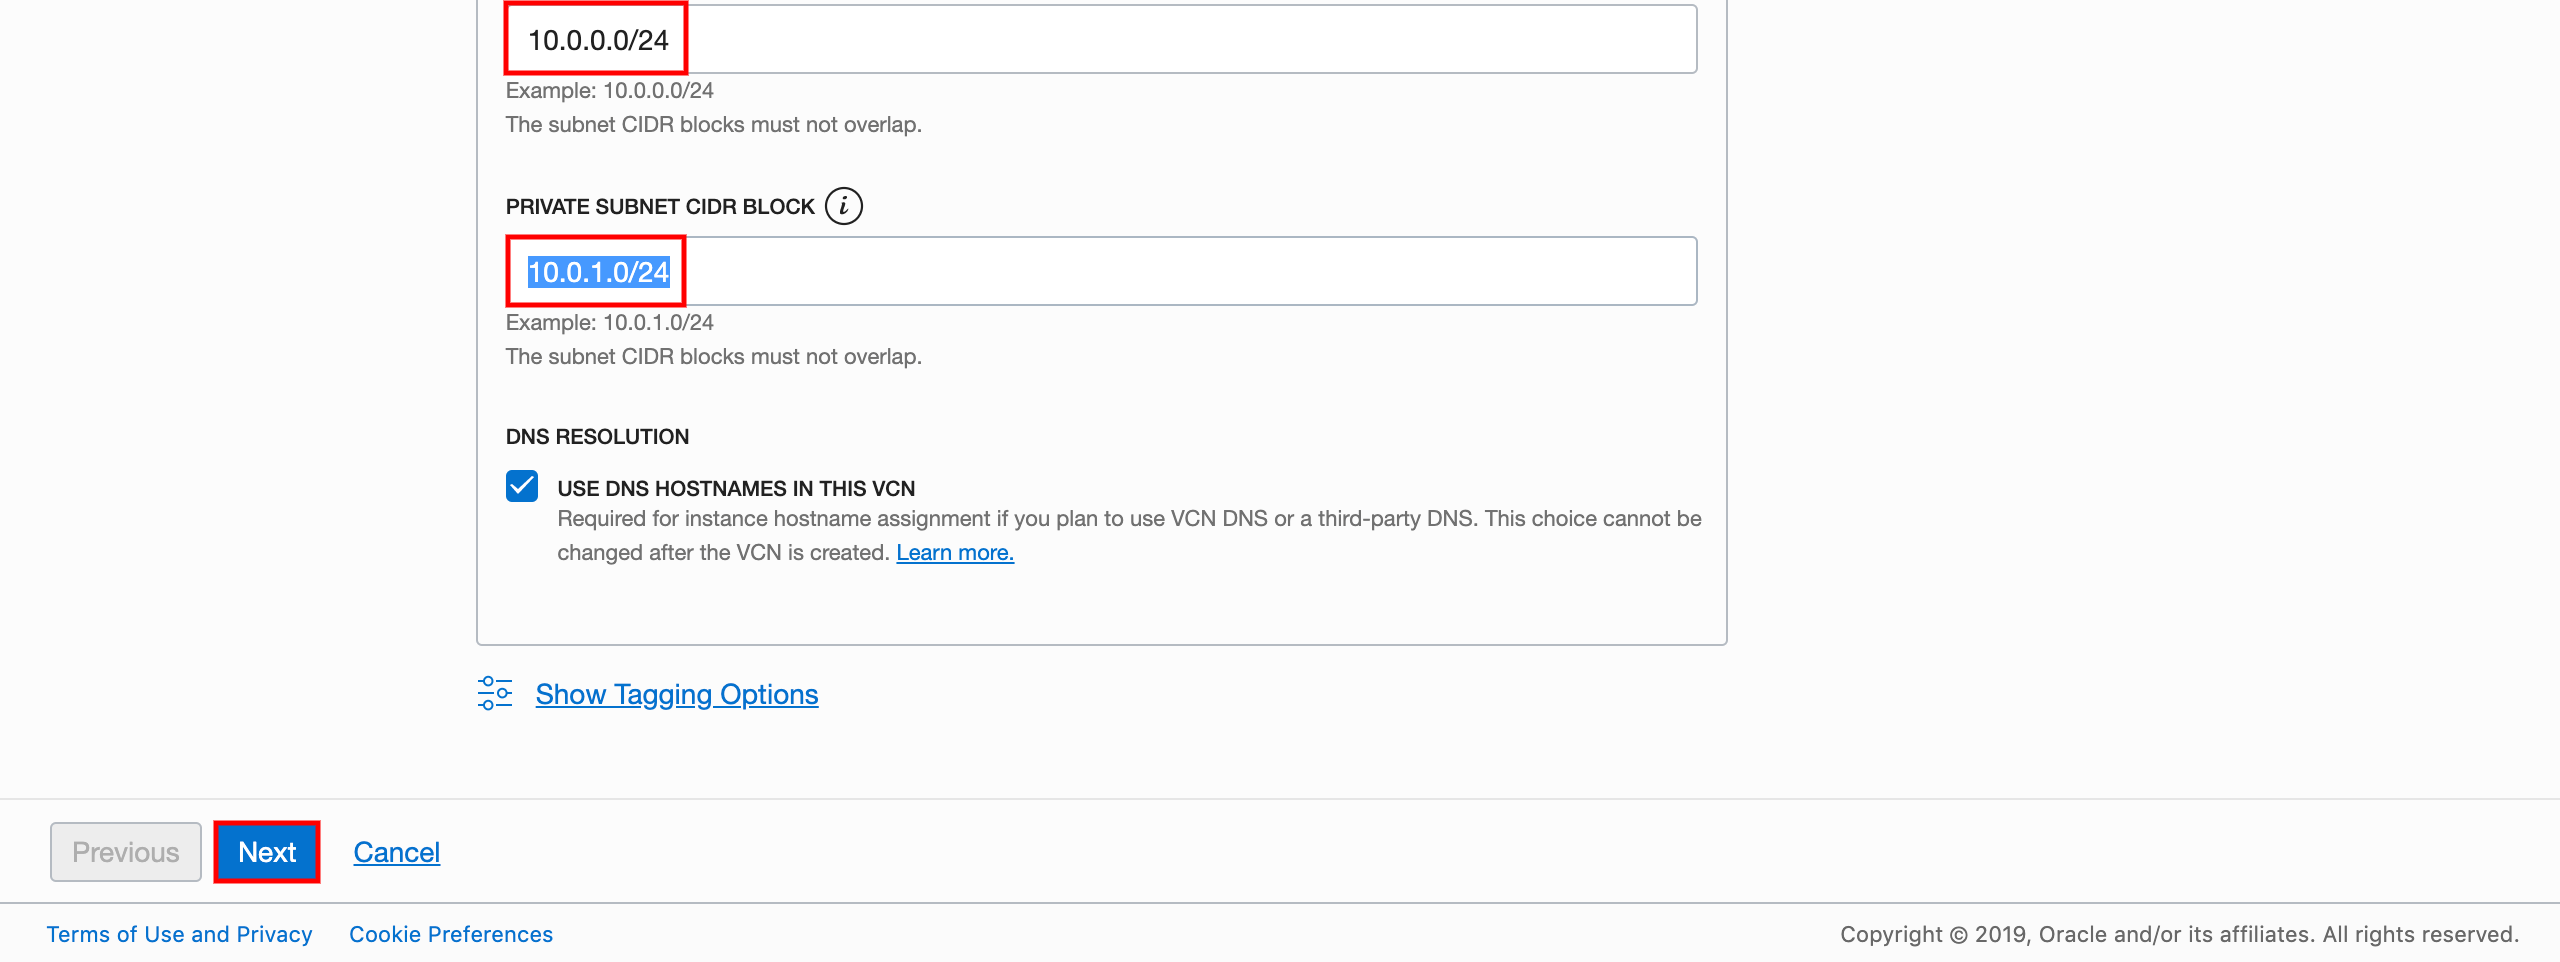 10.0.0.0/24
Example: 10.0.0.0/24
The subnet CIDR blocks must not overlap.
PRIVATE SUBNET CIDR BLOCK i
10.0.1.0/24
Example: 10.0.1.0/24
The subnet CIDR blocks must not overlap.
DNS RESOLUTION
USE DNS HOSTNAMES IN THIS VCN
Required for instance hostname assignment if you plan to use VCN DNS or a third-party DNS. This choice cannot be
changed after the VCN is created. Learn more.
Show Tagging Options
Previous Next Cancel
Terms of Use and Privacy Cookie Preferences Copyright © 2019, Oracle and/or its affiliates. All rights reserved.